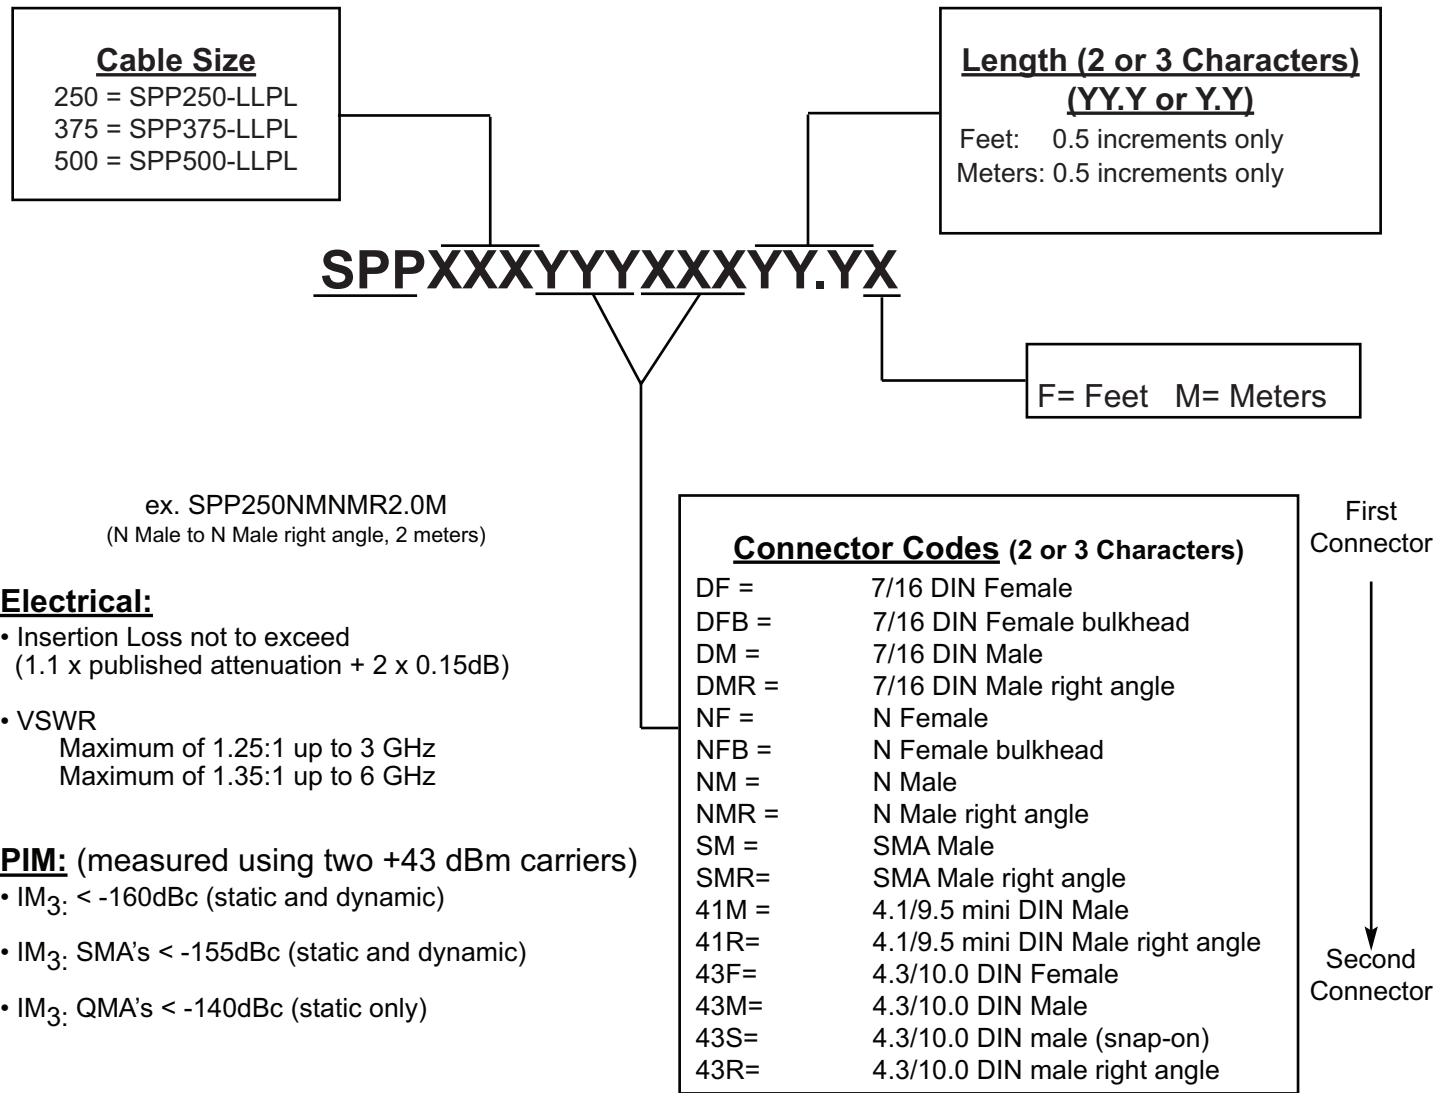 Cable Size
250 = SPP250-LLPL
375 = SPP375-LLPL
500 = SPP500-LLPL
Length (2 or 3 Characters)
(YY.Y or Y.Y)
Feet: 0.5 increments only
Meters: 0.5 increments only
SPPXXXYYYXXXYY.YX
F= Feet M= Meters
ex. SPP250NMNMR2.0M
(N Male to N Male right angle, 2 meters)
Electrical:
• Insertion Loss not to exceed
(1.1 x published attenuation + 2 x 0.15dB)
• VSWR
Maximum of 1.25:1 up to 3 GHz
Maximum of 1.35:1 up to 6 GHz
PIM: (measured using two +43 dBm carriers)
• IM3: < -160dBc (static and dynamic)
• IM3: SMA's < -155dBc (static and dynamic)
• IM3: QMA's < -140dBc (static only)
Connector Codes (2 or 3 Characters)
DF = 7/16 DIN Female
DFB = 7/16 DIN Female bulkhead
DM = 7/16 DIN Male
DMR = 7/16 DIN Male right angle
NF = N Female
NFB = N Female bulkhead
NM = N Male
NMR = N Male right angle
SM = SMA Male
SMR= SMA Male right angle
41M = 4.1/9.5 mini DIN Male
41R= 4.1/9.5 mini DIN Male right angle
43F= 4.3/10.0 DIN Female
43M= 4.3/10.0 DIN Male
43S= 4.3/10.0 DIN male (snap-on)
43R= 4.3/10.0 DIN male right angle
First
Connector
Second
Connector